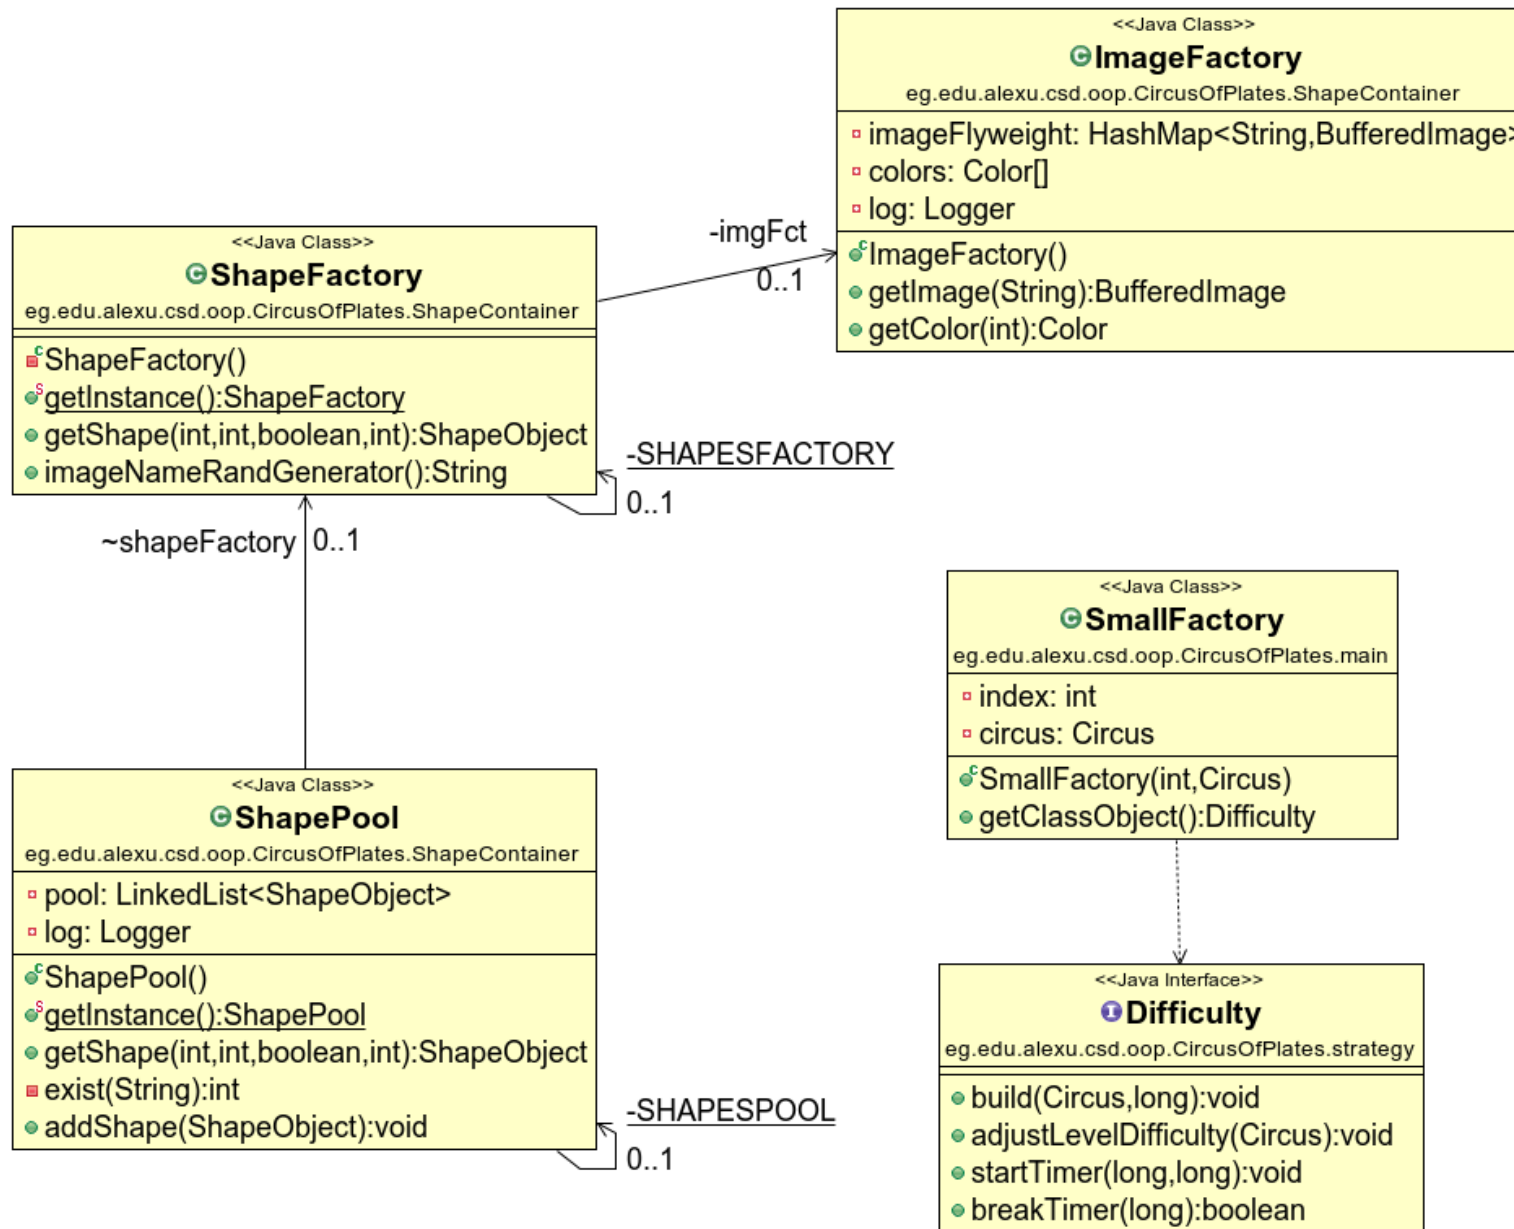 <<Java Class>>
ImageFactory
eg.edu.alexu.csd.oop.CircusOfPlates.ShapeContainer
imageFlyweight: HashMap<String,BufferedImage>
colors: Color[]
log: Logger
ImageFactory()
getImage(String):BufferedImage
getColor(int):Color
-imgFct
0..1
<<Java Class>>
ShapeFactory
eg.edu.alexu.csd.oop.CircusOfPlates.ShapeContainer
ShapeFactory()
getInstance():ShapeFactory
getShape(int,int,boolean,int):ShapeObject
imageNameRandGenerator():String
-SHAPESFACTORY
0..1
~shapeFactory
0..1
<<Java Class>>
SmallFactory
eg.edu.alexu.csd.oop.CircusOfPlates.main
index: int
circus: Circus
SmallFactory(int,Circus)
getClassObject():Difficulty
<<Java Class>>
ShapePool
eg.edu.alexu.csd.oop.CircusOfPlates.ShapeContainer
pool: LinkedList<ShapeObject>
log: Logger
ShapePool()
getInstance():ShapePool
getShape(int,int,boolean,int):ShapeObject
exist(String):int
addShape(ShapeObject):void
-SHAPESPOOL
0..1
<<Java Interface>>
Difficulty
eg.edu.alexu.csd.oop.CircusOfPlates.strategy
build(Circus,long):void
adjustLevelDifficulty(Circus):void
startTimer(long,long):void
breakTimer(long):boolean